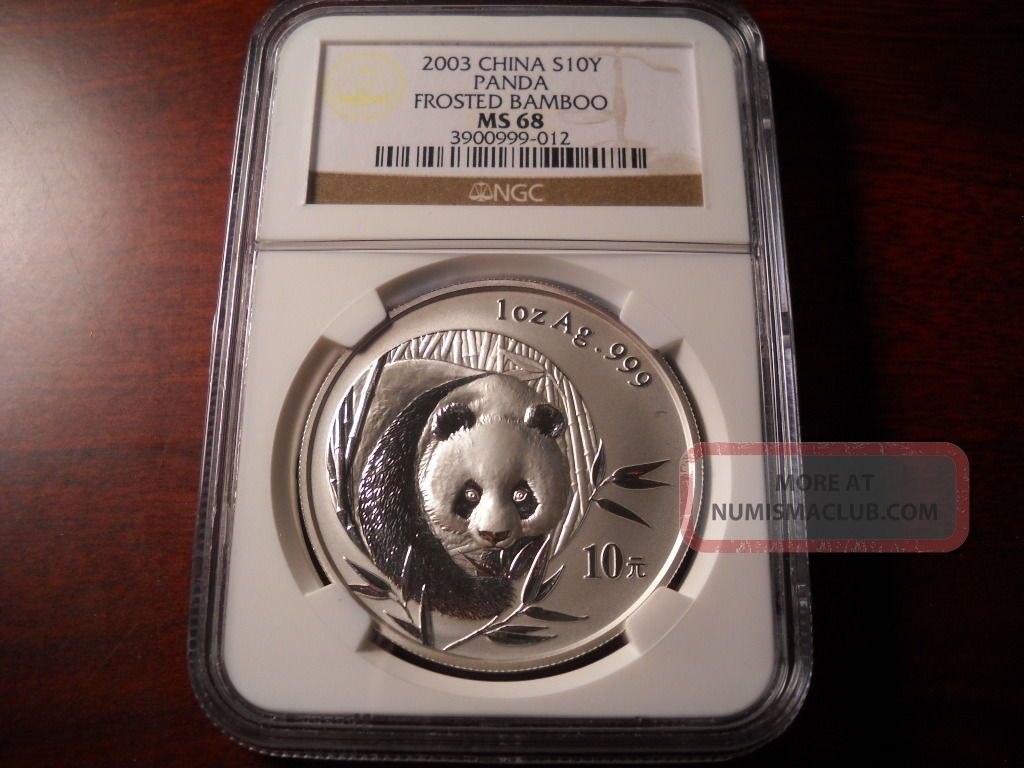 2003 CHINA S10Y
PANDA
FROSTED BAMBOO
MS 68
3900999-012
NGC
1oz Ag .999
10元
MORE AT
NUMISMACLUB.COM